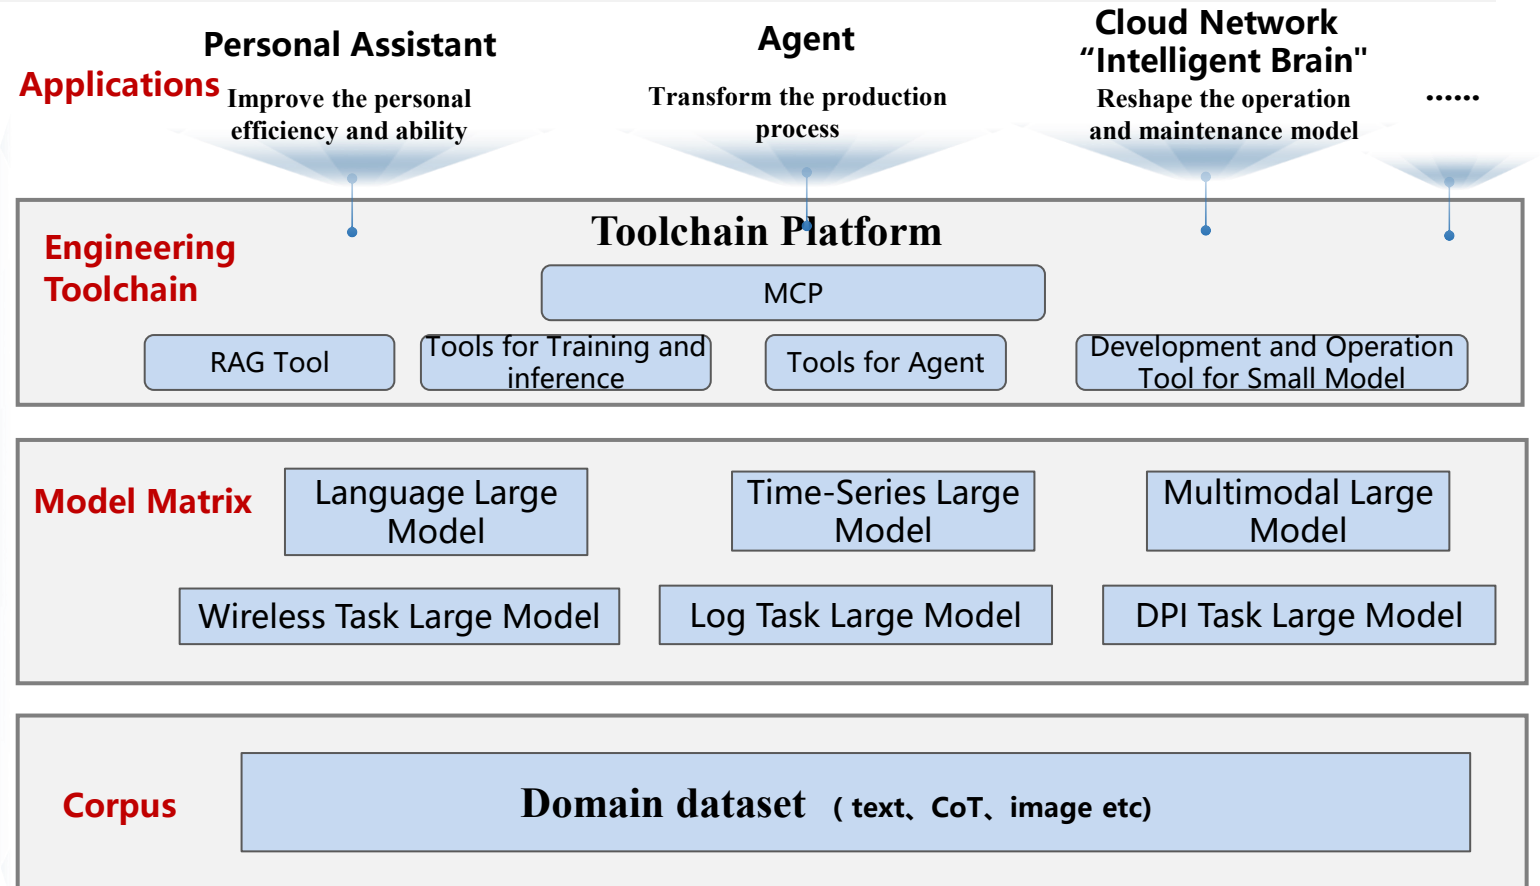 Applications
Personal Assistant
Improve the personal
efficiency and ability
Agent
Transform the production
process
Cloud Network
“Intelligent Brain"
Reshape the operation
and maintenance model
......
Engineering
Toolchain
Toolchain Platform
MCP
RAG Tool
Tools for Training and
inference
Tools for Agent
Development and Operation
Tool for Small Model
Model Matrix
Language Large
Model
Time-Series Large
Model
Multimodal Large
Model
Wireless Task Large Model
Log Task Large Model
DPI Task Large Model
Corpus
Domain dataset （ text、CoT、image etc)